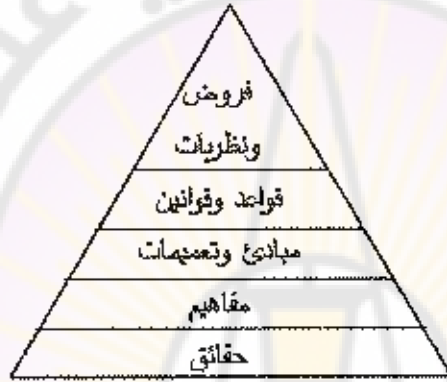 فروض
ونظريات
قواعد وقوانين
مبادئ وتعميمات
مفاهيم
حقائق